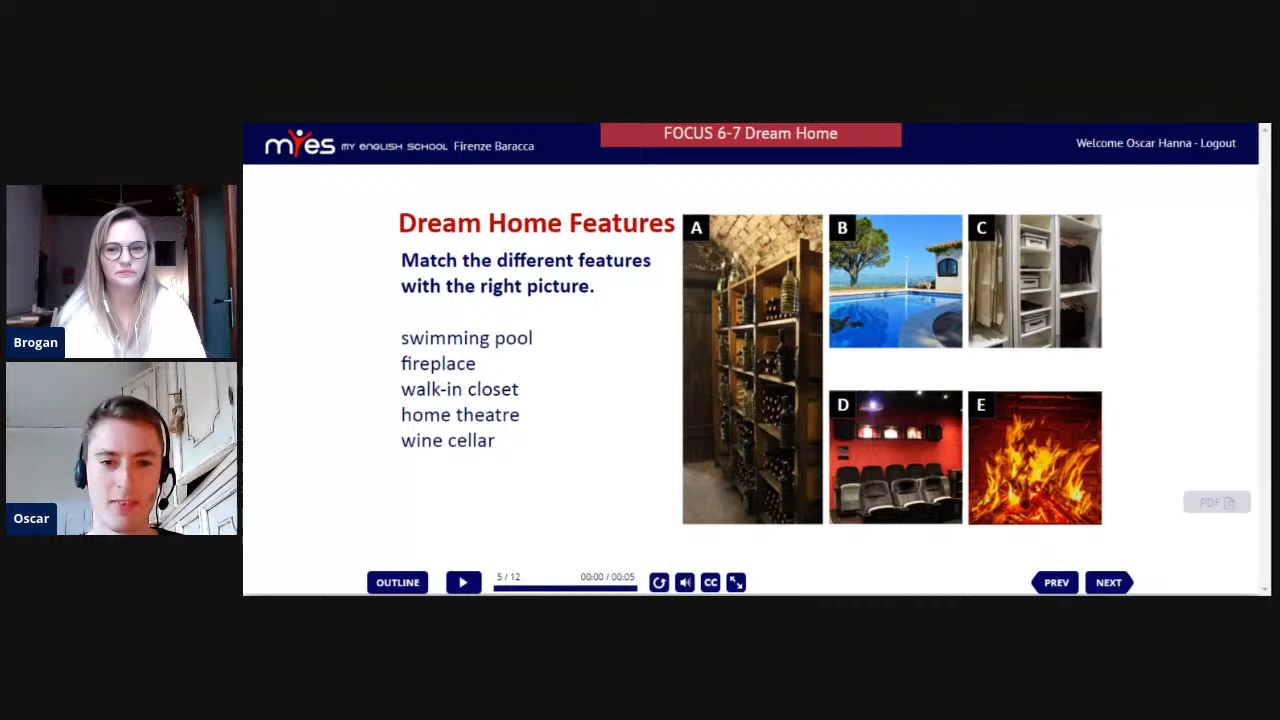 mYes MY ENGLISH SCHOOL Firenze Baracca
FOCUS 6-7 Dream Home
Welcome Oscar Hanna - Logout
Brogan
Oscar
Dream Home Features
Match the different features
with the right picture.
swimming pool
fireplace
walk-in closet
home theatre
wine cellar
A
B
C
D
E
PDF
OUTLINE
5 / 12
00:00 / 00:05
CC
PREV
NEXT